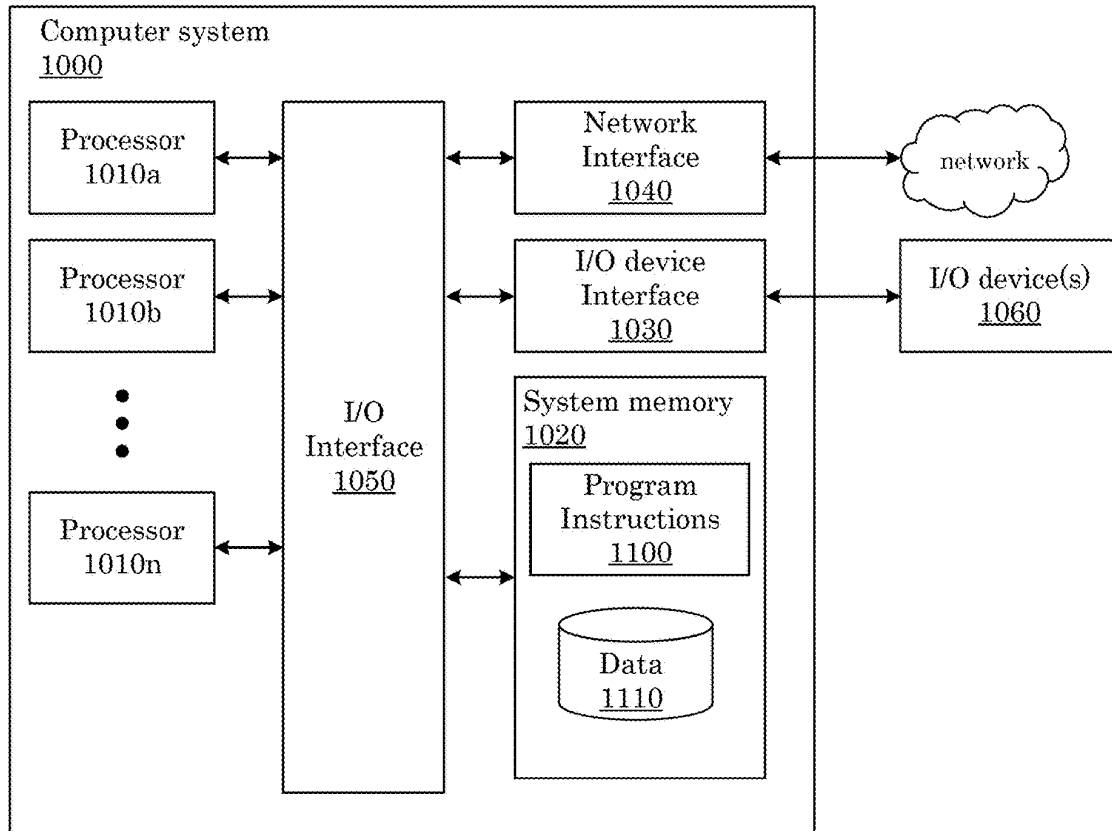 Computer system
1000
Processor
1010a
Processor
1010b
Processor
1010n
I/O
Interface
1050
Network
Interface
1040
I/O device
Interface
1030
System memory
1020
Program
Instructions
1100
Data
1110
network
I/O device(s)
1060